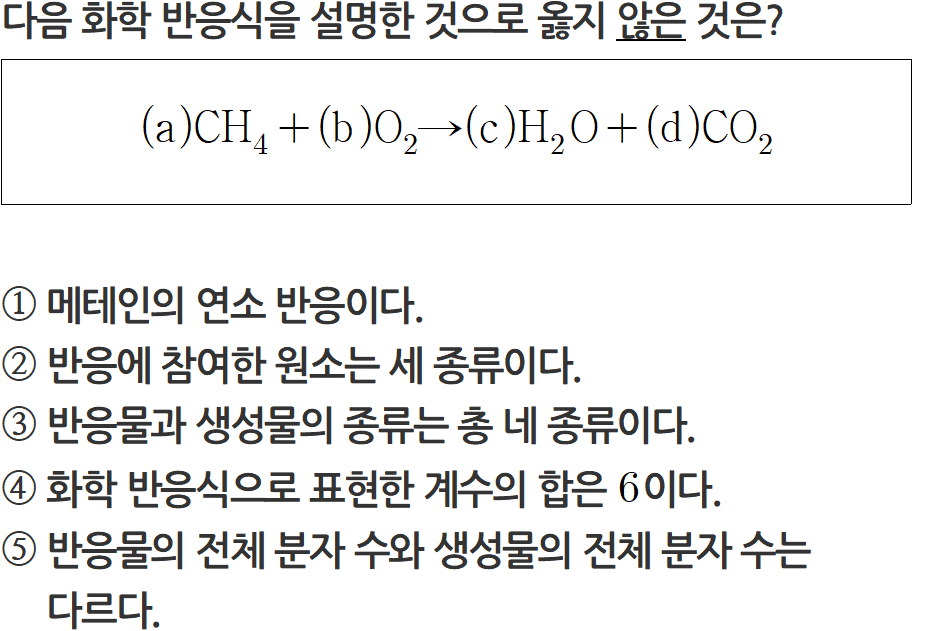 다음 화학 반응식을 설명한 것으로 옳지 않은 것은?
(a)CH₄+(b)O₂→(c)H₂O+(d)CO₂
① 메테인의 연소 반응이다.
② 반응에 참여한 원소는 세 종류이다.
③ 반응물과 생성물의 종류는 총 네 종류이다.
④ 화학 반응식으로 표현한 계수의 합은 6이다.
⑤ 반응물의 전체 분자 수와 생성물의 전체 분자 수는
다르다.